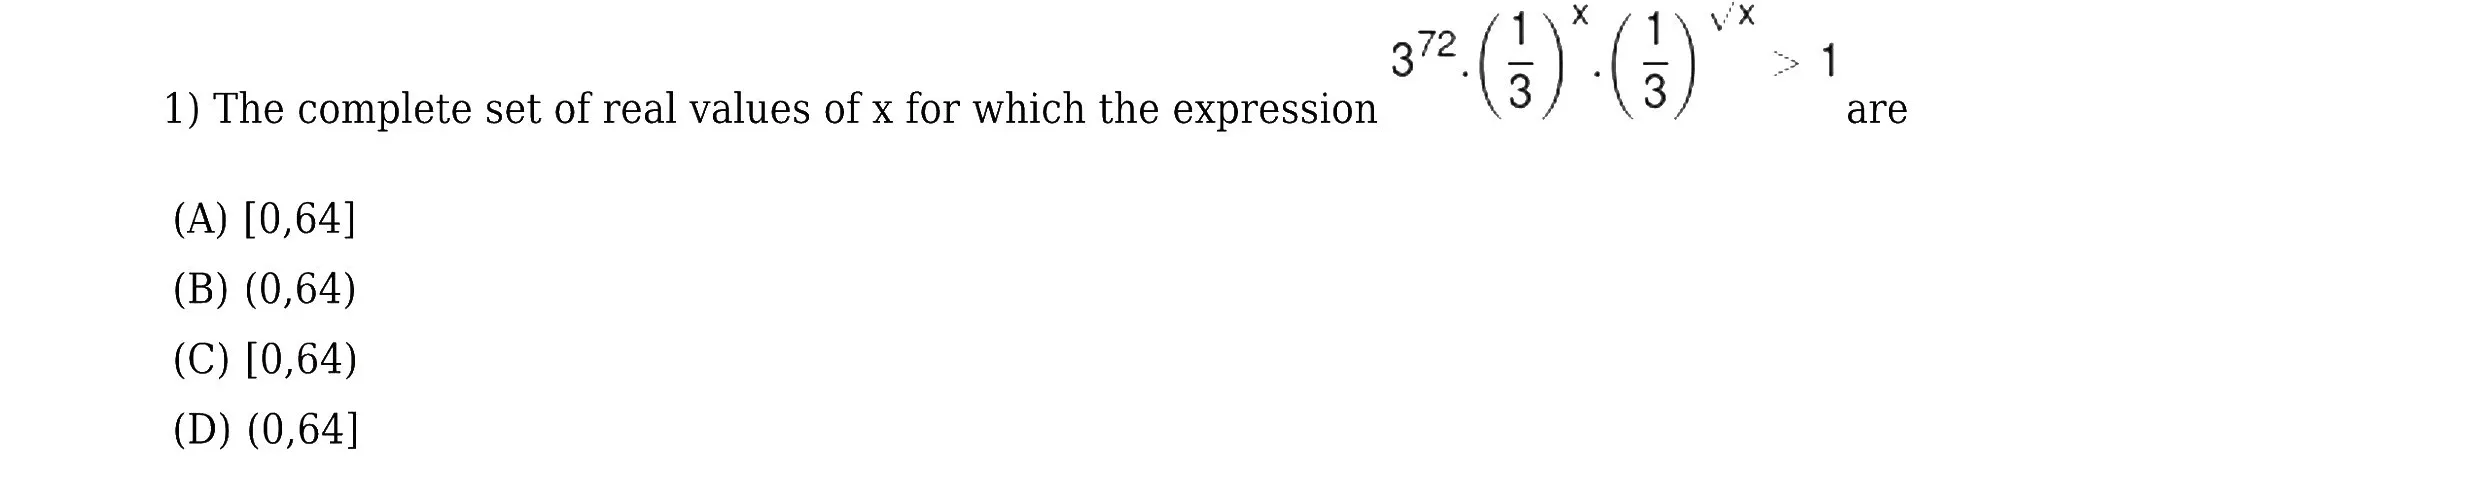 1) The complete set of real values of x for which the expression 3^72 . (1/3)^x . (1/3)^√x > 1 are
(A) [0,64]
(B) (0,64)
(C) [0,64)
(D) (0,64]